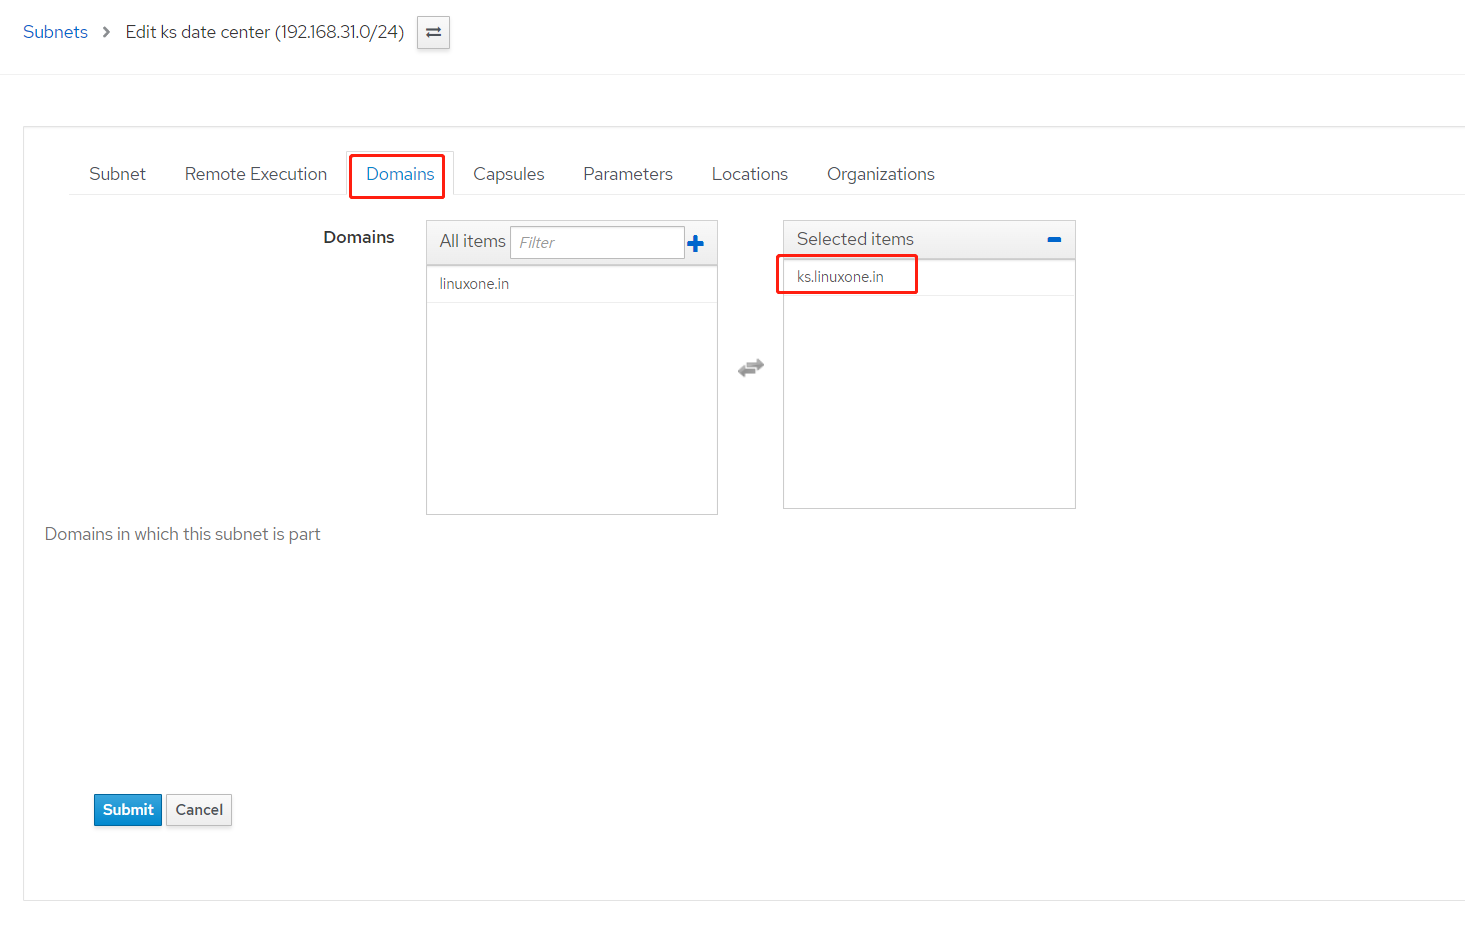 Subnets > Edit ks date center (192.168.31.0/24)
Subnet Remote Execution Domains Capsules Parameters Locations Organizations
Domains
All items Filter
linuxone.in
Selected items
ks.linuxone.in
Domains in which this subnet is part
Submit Cancel